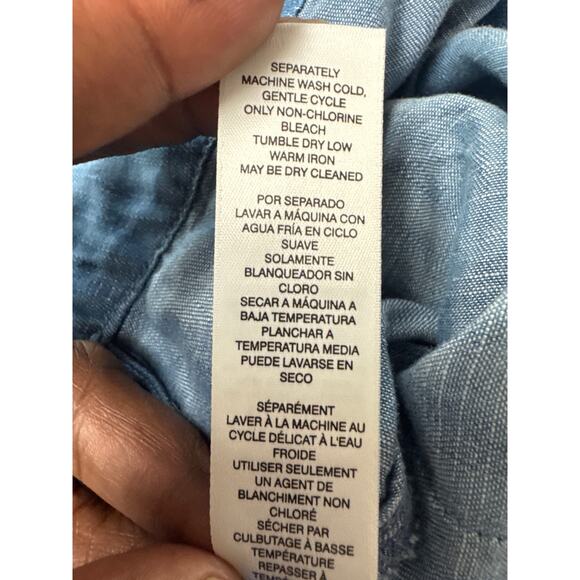 SEPARATELY
MACHINE WASH COLD,
GENTLE CYCLE
ONLY NON-CHLORINE
BLEACH
TUMBLE DRY LOW
WARM IRON
MAY BE DRY CLEANED
POR SEPARADO
LAVAR A MÁQUINA CON
AGUA FRÍA EN CICLO
SUAVE
SOLAMENTE
BLANQUEADOR SIN
CLORO
SECAR A MÁQUINA A
BAJA TEMPERATURA
PLANCHAR A
TEMPERATURA MEDIA
PUEDE LAVARSE EN
SECO
SÉPARÉMENT
LAVER À LA MACHINE AU
CYCLE DÉLICAT À L'EAU
FROIDE
UTILISER SEULEMENT
UN AGENT DE
BLANCHIMENT NON
CHLORÉ
SÉCHER PAR
CULBUTAGE À BASSE
TEMPÉRATURE
REPASSER À